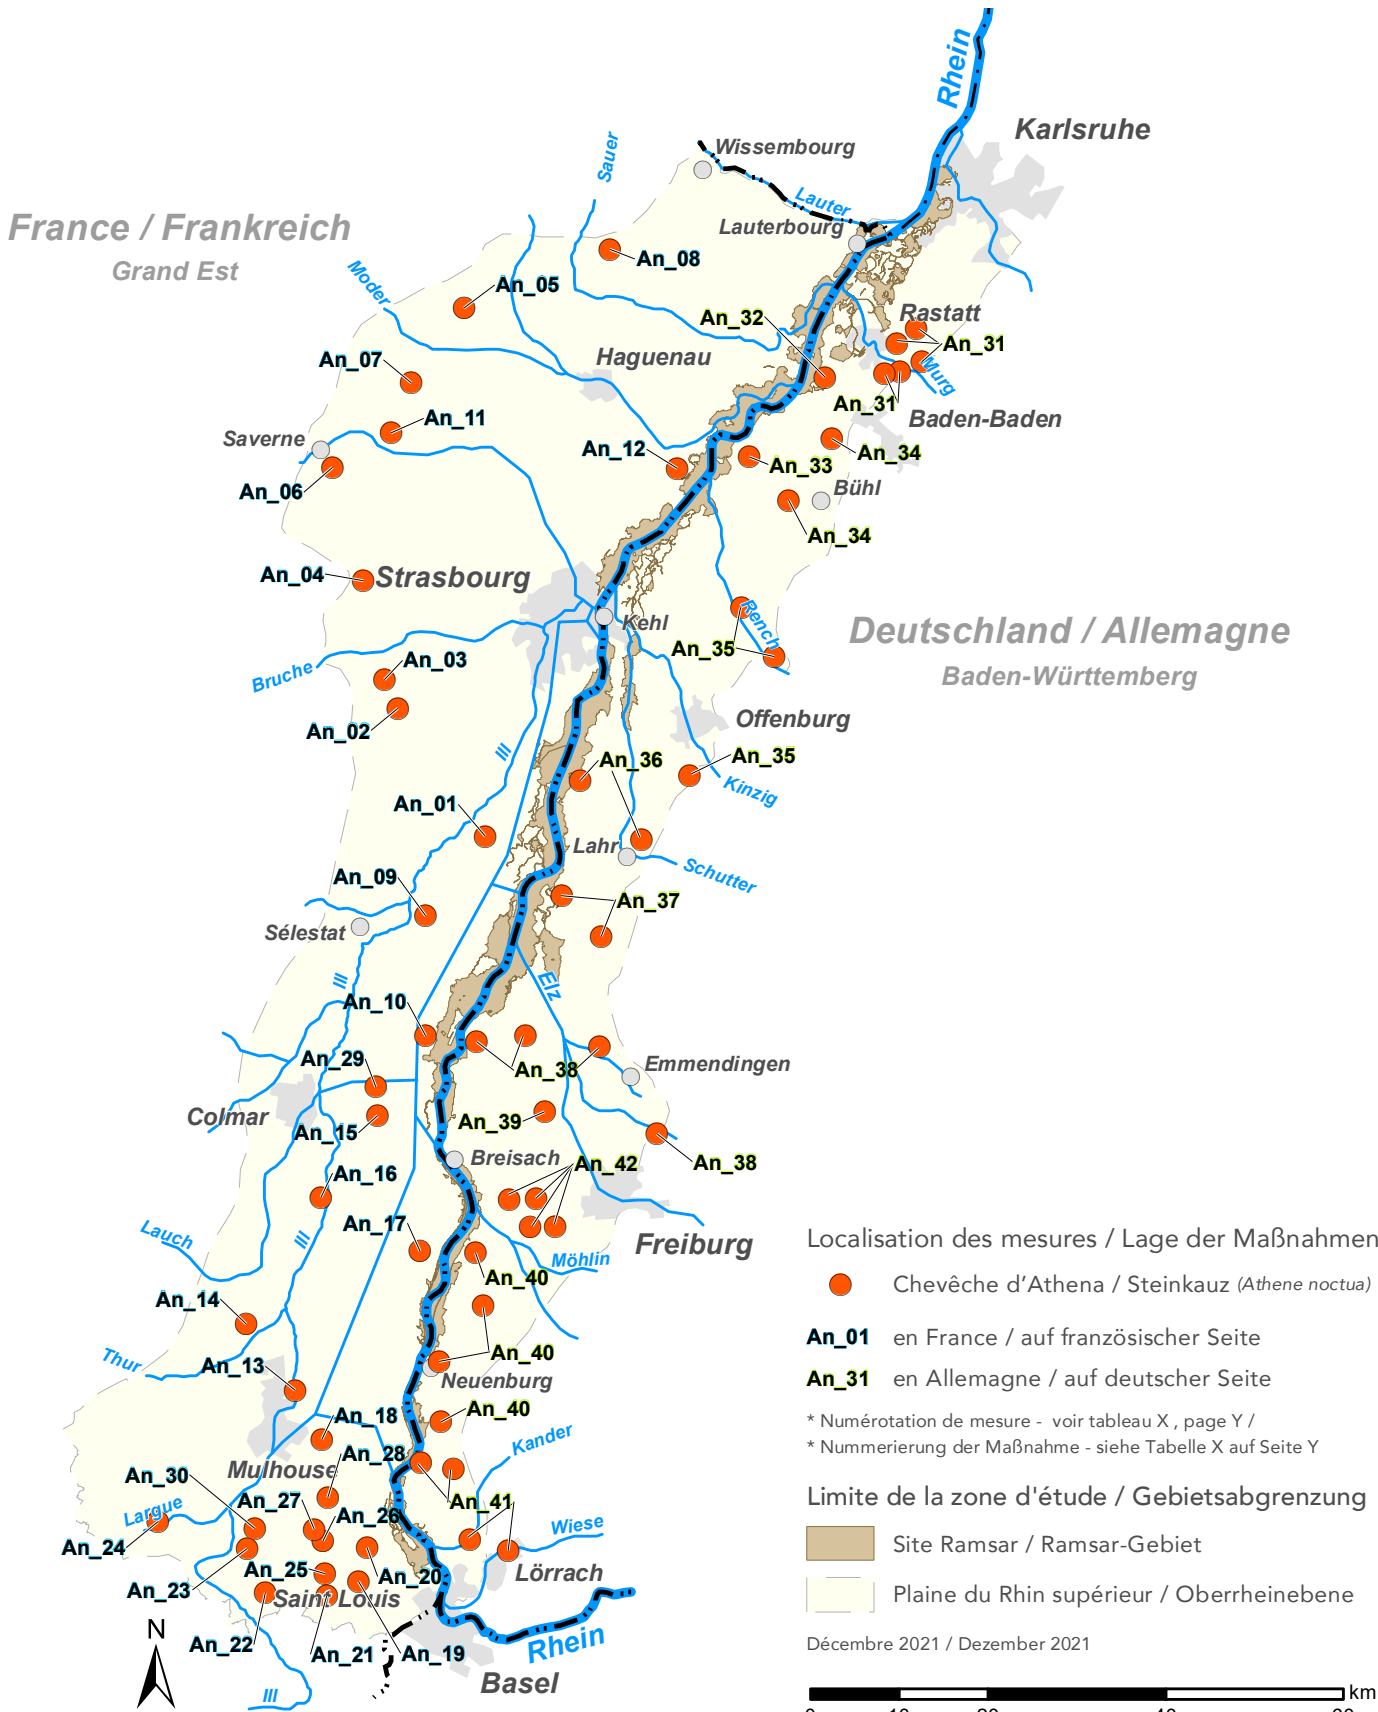 Rhein
Karlsruhe
Wissembourg
Sauer
Lauter
Lauterbourg
France / Frankreich
Grand Est
An_08
Moder
An_05
Rastatt
An_32
An_31
Haguenau
An_07
Murg
An_31
Baden-Baden
An_11
Saverne
An_12
An_34
An_33
An_06
Bühl
An_34
An_04
Strasbourg
Rench
Kehl
Deutschland / Allemagne
Baden-Württemberg
An_35
An_03
Bruche
Offenburg
An_02
Ill
An_36
An_35
Kinzig
An_01
Lahr
Schutter
An_09
An_37
Sélestat
Ill
Elz
An_10
An_29
An_38
Emmendingen
Colmar
An_39
An_15
Breisach
An_42
An_38
An_16
An_17
Lauch
Ill
Freiburg
Möhlin
An_40
An_14
Thur
An_13
An_40
Neuenburg
An_18
An_40
Kander
An_28
Mulhouse
An_30
An_27
An_41
Largue
An_26
Wiese
An_24
An_25
An_20
Lörrach
An_23
Saint Louis
An_22
An_21
An_19
Rhein
Basel
Ill
N
Localisation des mesures / Lage der Maßnahmen
Chevêche d'Athena / Steinkauz (Athene noctua)
An_01 en France / auf französischer Seite
An_31 en Allemagne / auf deutscher Seite
* Numérotation de mesure - voir tableau X , page Y /
* Nummerierung der Maßnahme - siehe Tabelle X auf Seite Y
Limite de la zone d'étude / Gebietsabgrenzung
Site Ramsar / Ramsar-Gebiet
Plaine du Rhin supérieur / Oberrheinebene
Décembre 2021 / Dezember 2021
km